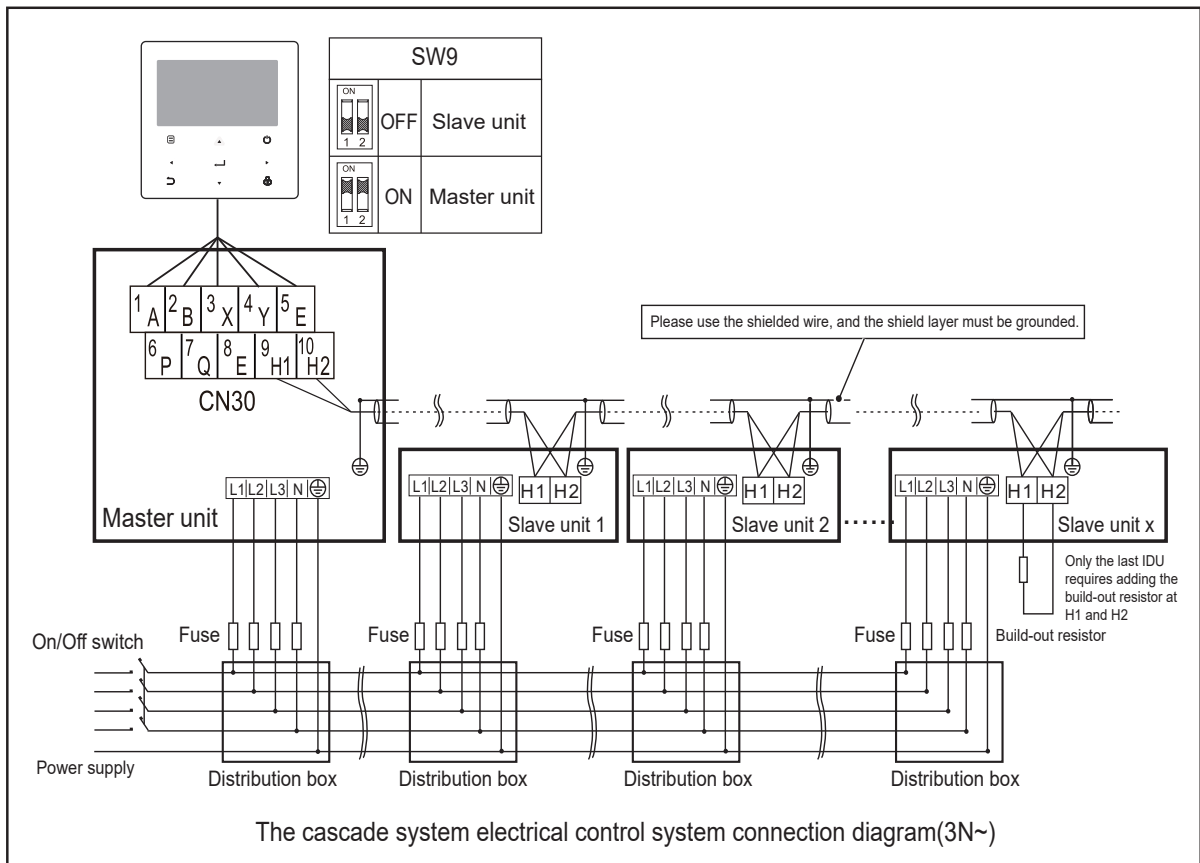 SW9
ON
1 2
OFF
Slave unit
ON
1 2
ON
Master unit
1 A 2 B 3 X 4 Y 5 E
6 P 7 Q 8 E 9 H1 10 H2
CN30
Please use the shielded wire, and the shield layer must be grounded.
L1 L2 L3 N
Master unit
L1 L2 L3 N
H1 H2
Slave unit 1
L1 L2 L3 N
H1 H2
Slave unit 2
L1 L2 L3 N
H1 H2
Slave unit x
Only the last IDU
requires adding the
build-out resistor at
H1 and H2
Build-out resistor
On/Off switch
Fuse
Fuse
Fuse
Fuse
Power supply
Distribution box
Distribution box
Distribution box
Distribution box
The cascade system electrical control system connection diagram(3N~)